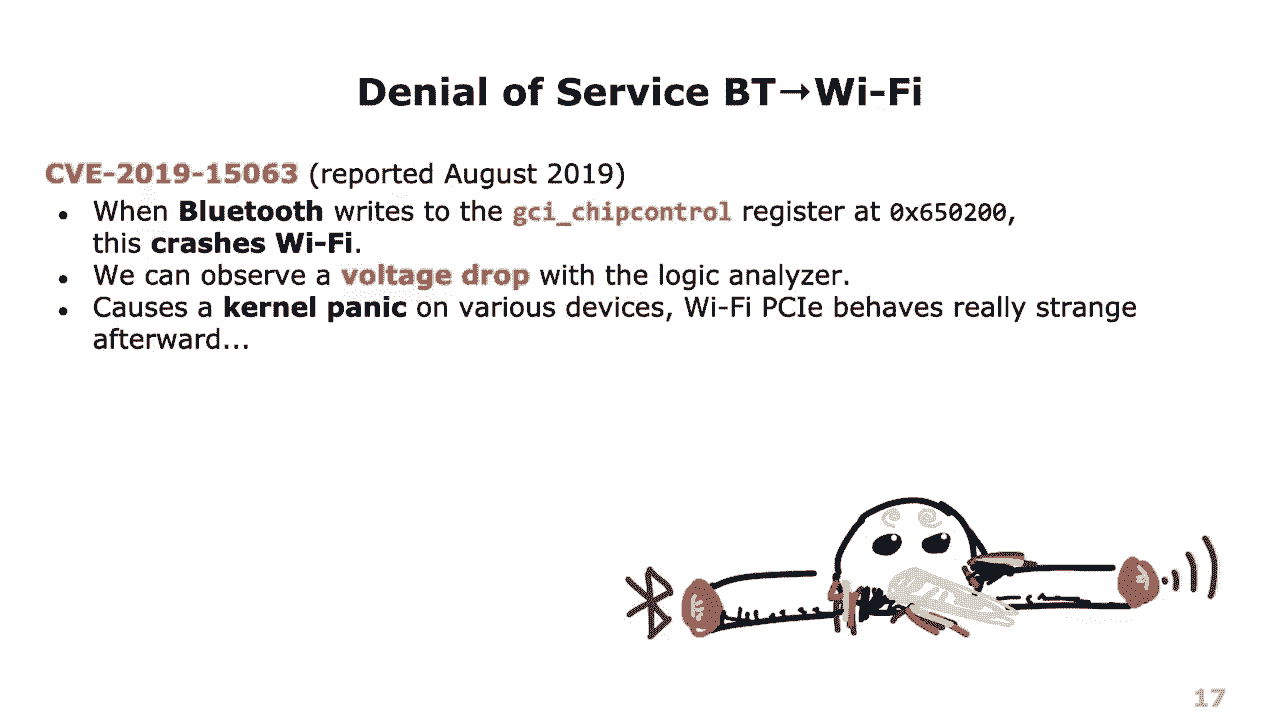 Denial of Service BT→Wi-Fi
CVE-2019-15063 (reported August 2019)
● When Bluetooth writes to the gci_chipcontrol register at 0x650200,
this crashes Wi-Fi.
● We can observe a voltage drop with the logic analyzer.
● Causes a kernel panic on various devices, Wi-Fi PCIe behaves really strange
afterward...
17